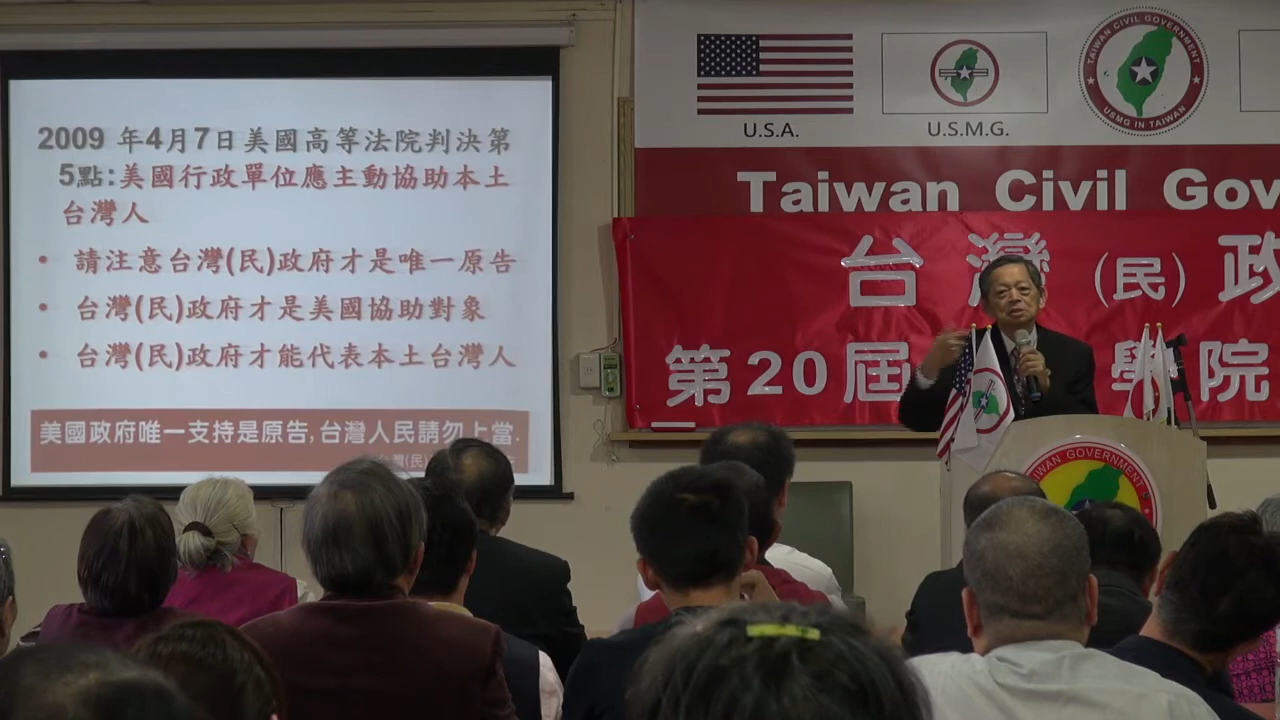 2009 年4月7日美國高等法院判決第
5點:美國行政單位應主動協助本土
台灣人
• 請注意台灣(民)政府才是唯一原告
• 台灣(民)政府才是美國協助對象
• 台灣(民)政府才能代表本土台灣人
美國政府唯一支持是原告,台灣人民請勿上當.
台灣(民)
U.S.A.
U.S.M.G.
TAIWAN CIVIL GOVERNMENT
USMG IN TAIWAN
Taiwan Civil Gov
台灣(民)政
第20屆
學院
TAIWAN GOVERNMENT